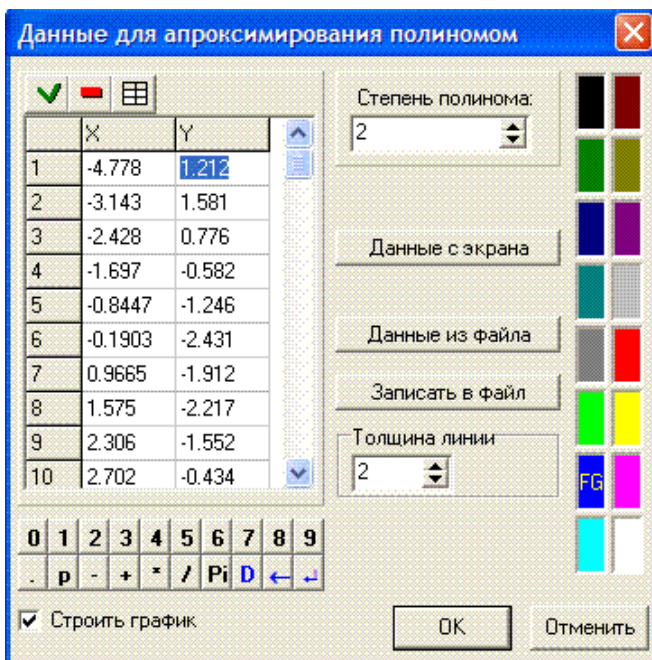 Данные для апроксимирования полиномом
X Y
1 -4.778 1.212
2 -3.143 1.581
3 -2.428 0.776
4 -1.697 -0.582
5 -0.8447 -1.246
6 -0.1903 -2.431
7 0.9665 -1.912
8 1.575 -2.217
9 2.306 -1.552
10 2.702 -0.434
0 1 2 3 4 5 6 7 8 9
. p - + * / Pi D ← ↵
Строить график
Степень полинома:
2
Данные с экрана
Данные из файла
Записать в файл
Толщина линии
2
FG
OK Отменить